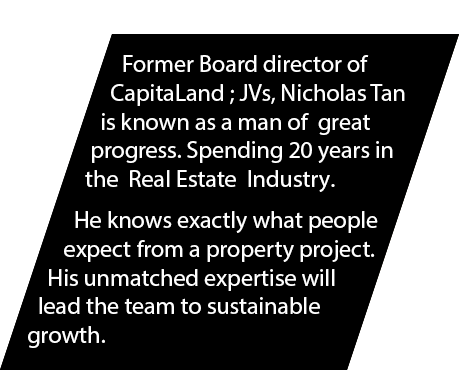 Former Board director of
CapitaLand ; JVs, Nicholas Tan
is known as a man of great
progress. Spending 20 years in
the Real Estate Industry.
He knows exactly what people
expect from a property project.
His unmatched expertise will
lead the team to sustainable
growth.